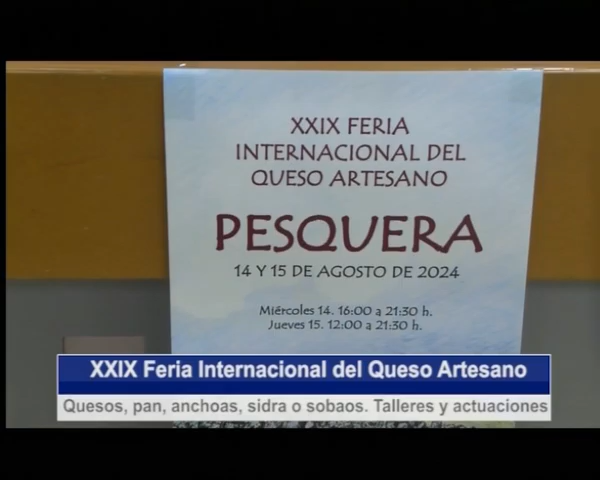 XXIX FERIA
INTERNACIONAL DEL
QUESO ARTESANO
PESQUERA
14 Y 15 DE AGOSTO DE 2024
Miércoles 14. 16:00 a 21:30 h.
Jueves 15. 12:00 a 21:30 h.
XXIX Feria Internacional del Queso Artesano
Quesos, pan, anchoas, sidra o sobaos. Talleres y actuaciones